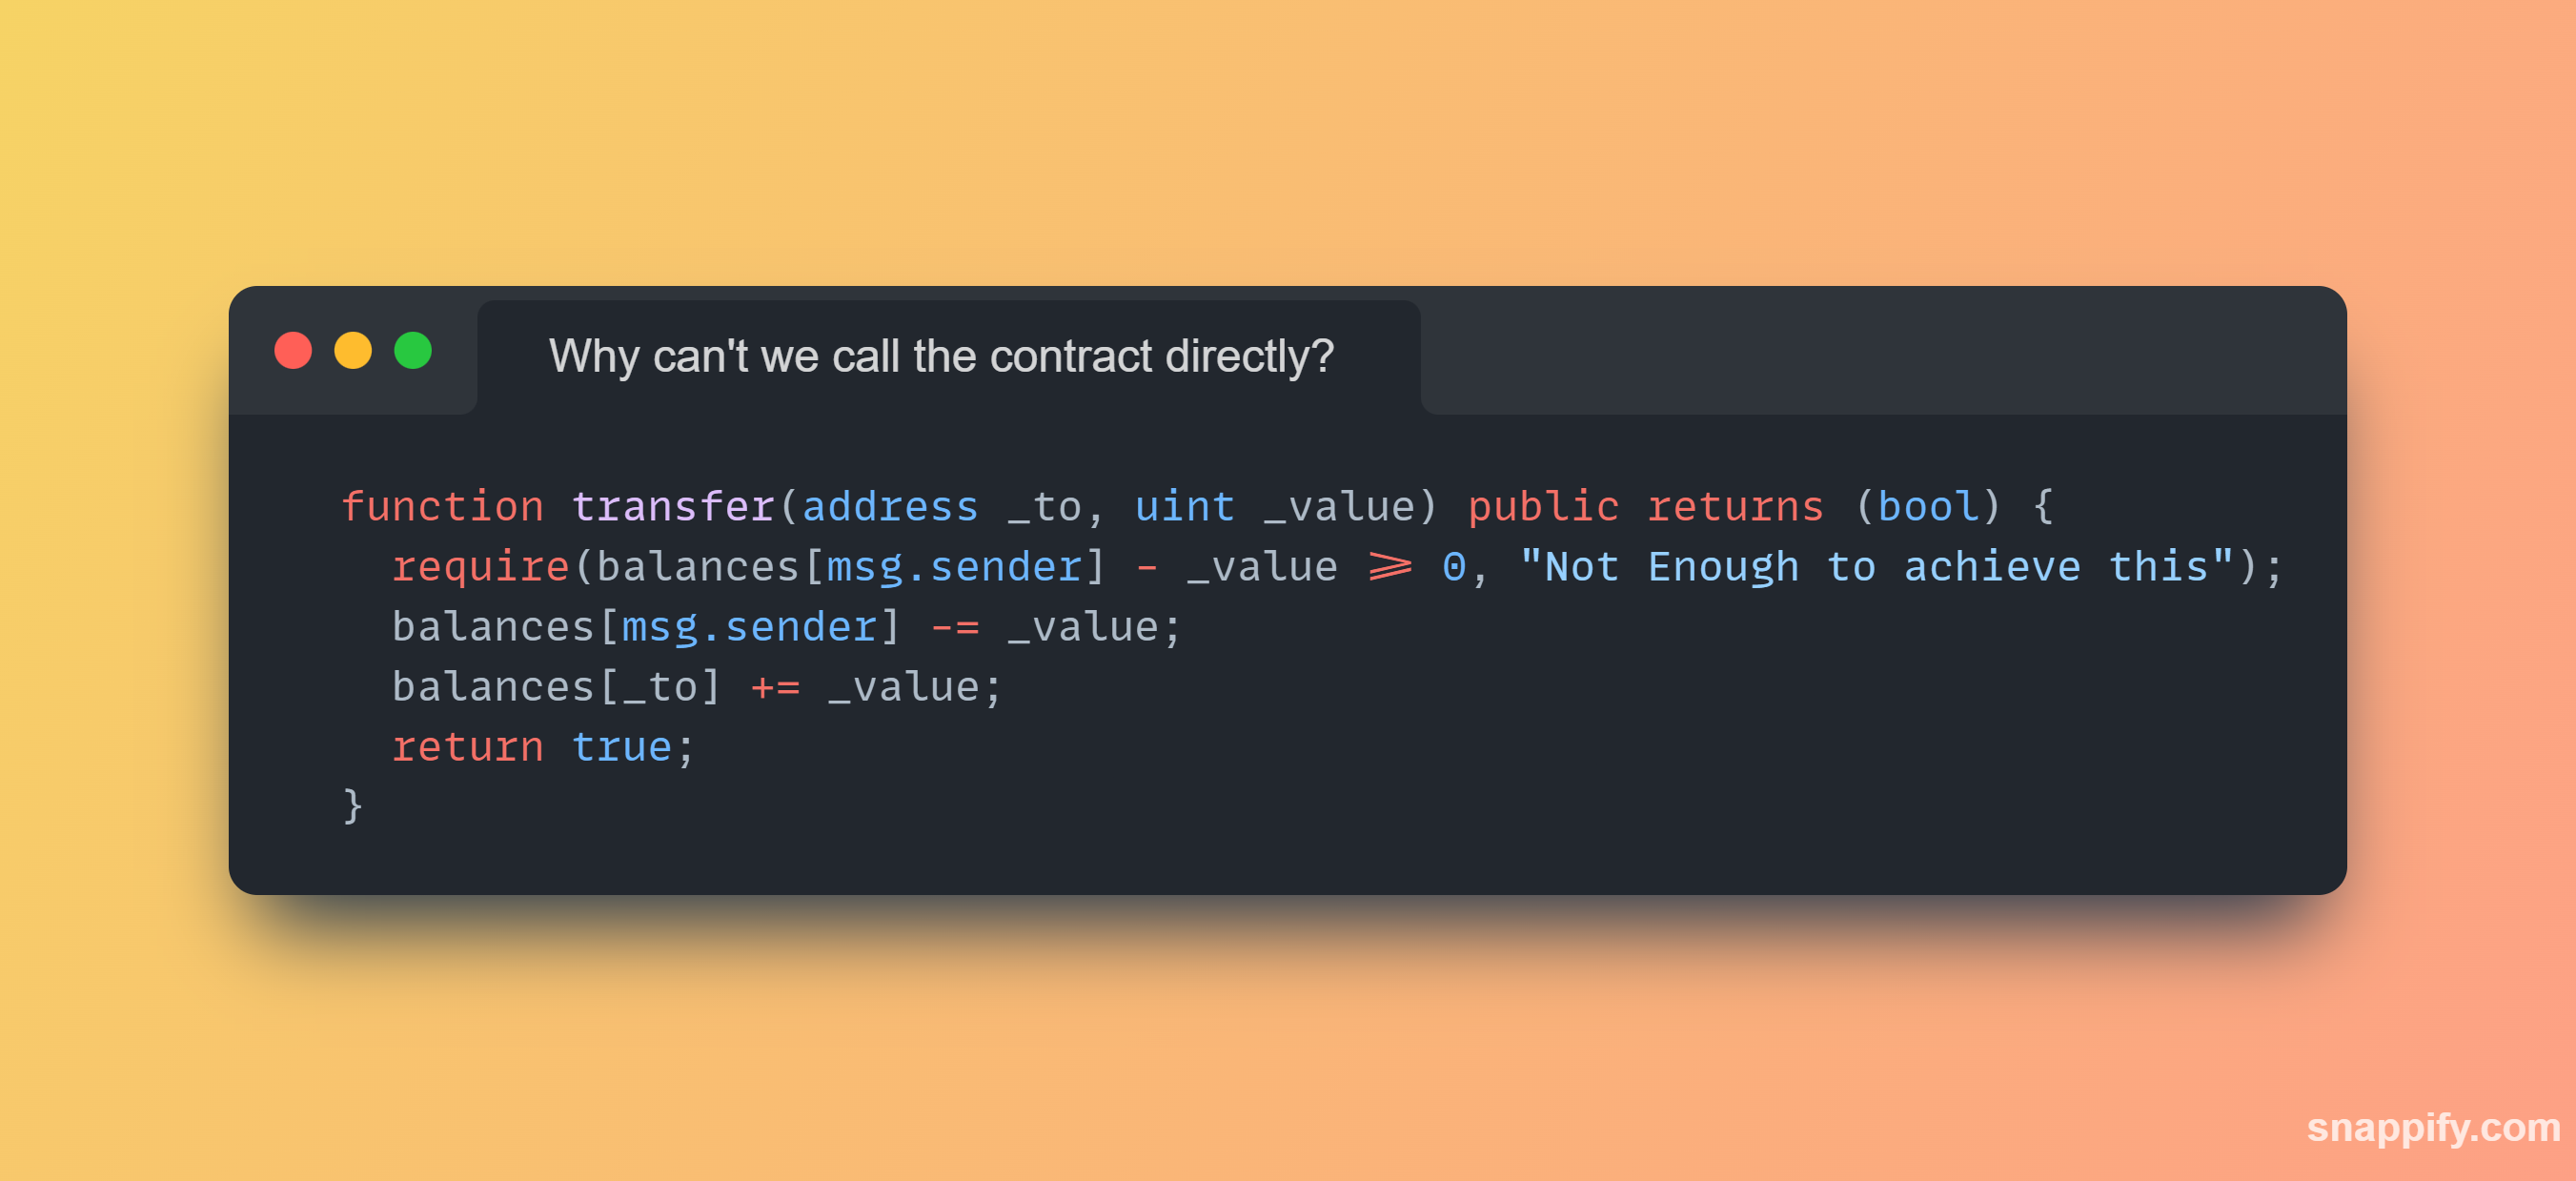 Why can't we call the contract directly?
function transfer(address _to, uint _value) public returns (bool) {
  require(balances[msg.sender] - _value >= 0, "Not Enough to achieve this");
  balances[msg.sender] -= _value;
  balances[_to] += _value;
  return true;
}
snappify.com